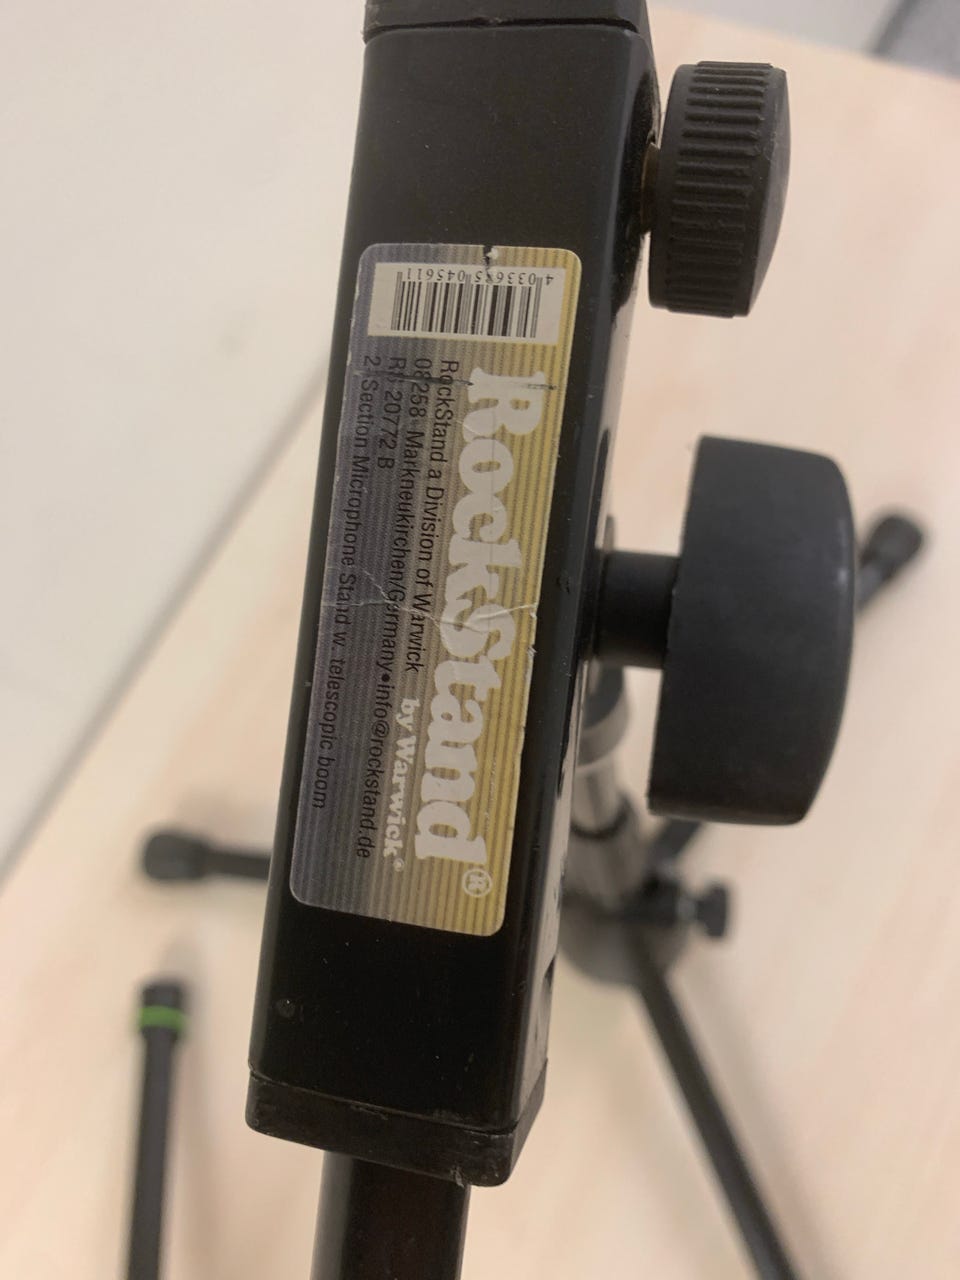 RockStand®
by Warwick®
RockStand a Division of Warwick
08258 Markneukirchen/Germany•info@rockstand.de
RS 20772 B
2 Section Microphone Stand w. telescopic boom
4 033625 045611